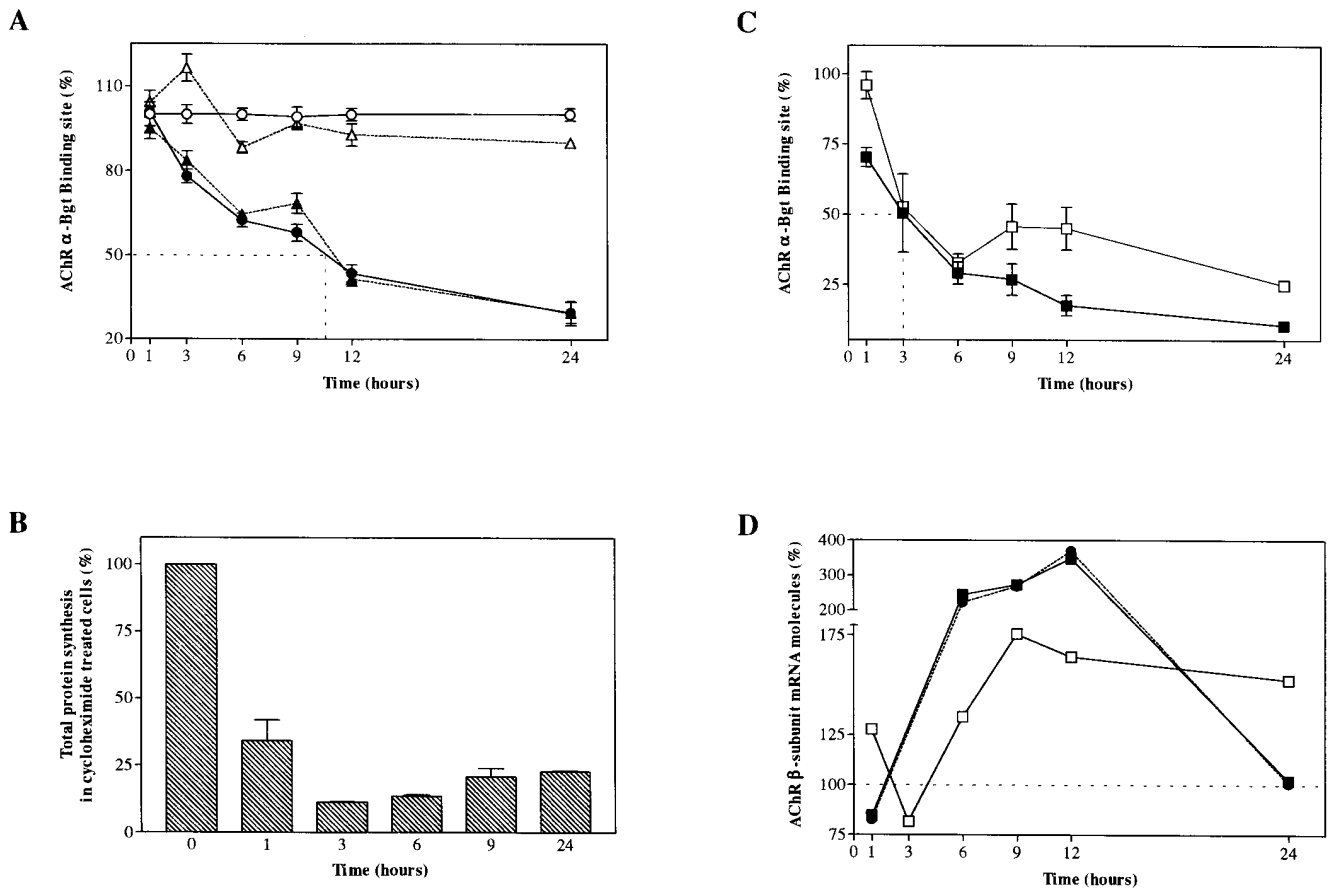 A
AChR α-Bgt Binding site (%)
110
80
50
20
0 1 3 6 9 12 24
Time (hours)
B
Total protein synthesis
in cycloheximide treated cells (%)
100
75
50
25
0
0 1 3 6 9 24
Time (hours)
C
AChR α-Bgt Binding site (%)
100
75
50
25
0 1 3 6 9 12 24
Time (hours)
D
AChR β-subunit mRNA molecules (%)
400
300
200
175
125
100
75
0 1 3 6 9 12 24
Time (hours)